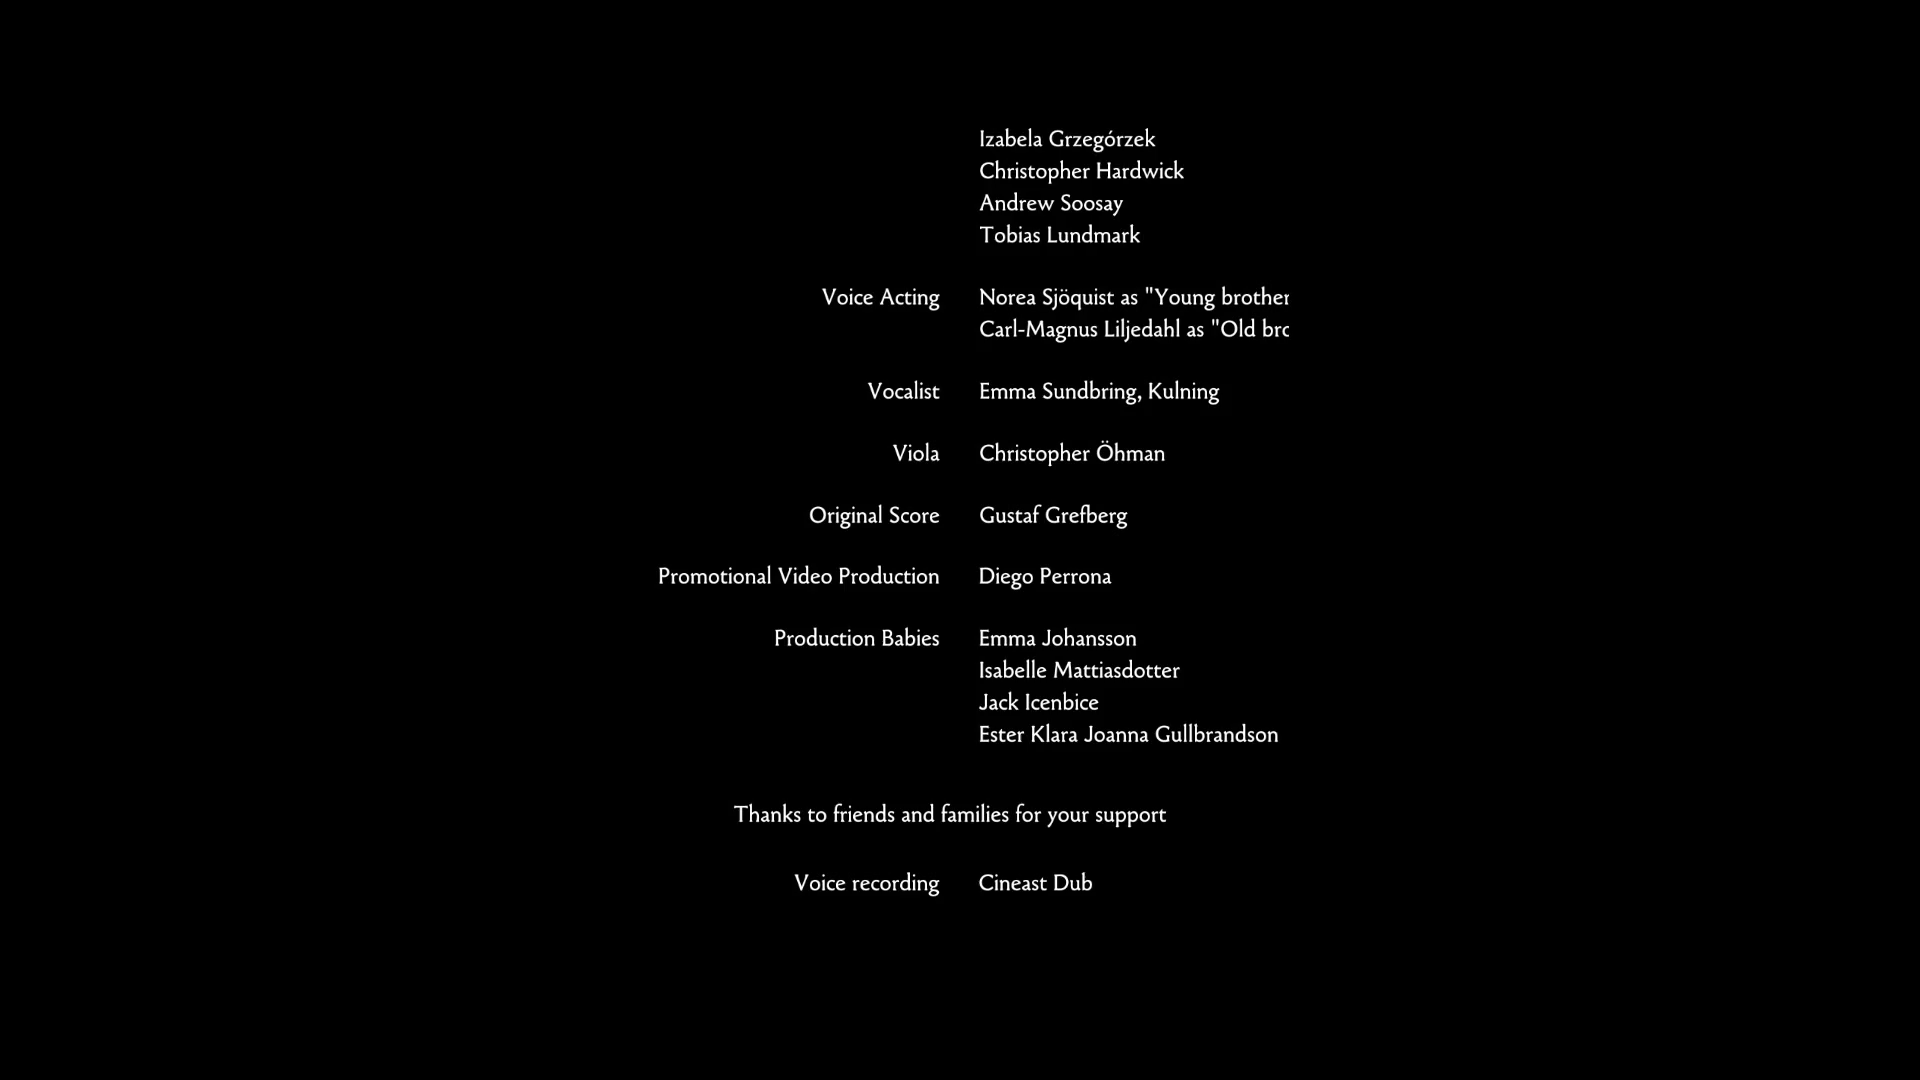 Izabela Grzegórzek
Christopher Hardwick
Andrew Soosay
Tobias Lundmark
Voice Acting Norea Sjöquist as "Young brother
Carl-Magnus Liljedahl as "Old bro
Vocalist Emma Sundbring, Kulning
Viola Christopher Öhman
Original Score Gustaf Grefberg
Promotional Video Production Diego Perrona
Production Babies Emma Johansson
Isabelle Mattiasdotter
Jack Icenbice
Ester Klara Joanna Gullbrandson
Thanks to friends and families for your support
Voice recording Cineast Dub